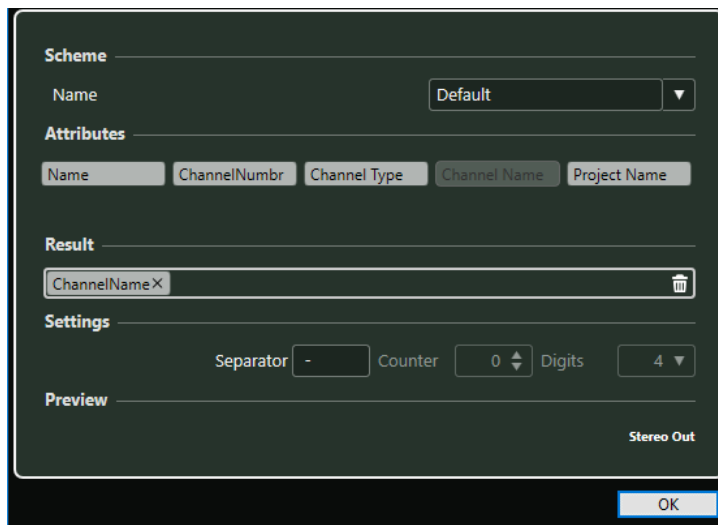 Scheme
Name Default
Attributes
Name ChannelNumbr Channel Type Channel Name Project Name
Result
ChannelName×
Settings
Separator - Counter 0 Digits 4
Preview
Stereo Out
OK